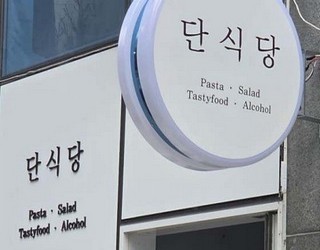 단식당
Pasta · Salad
Tastyfood · Alcohol
단식당
Pasta · Salad
Tastyfood · Alcohol